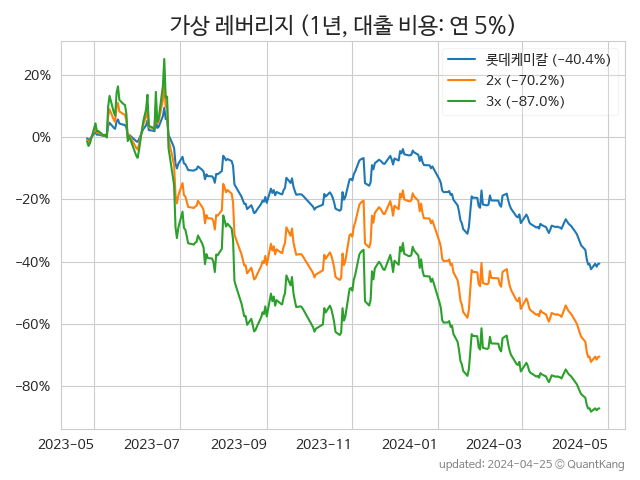 가상 레버리지 (1년, 대출 비용: 연 5%)
롯데케미칼 (−40.4%)
2x (−70.2%)
3x (−87.0%)
20%
0%
−20%
−40%
−60%
−80%
2023-05 2023-07 2023-09 2023-11 2024-01 2024-03 2024-05
updated: 2024-04-25 © QuantKang